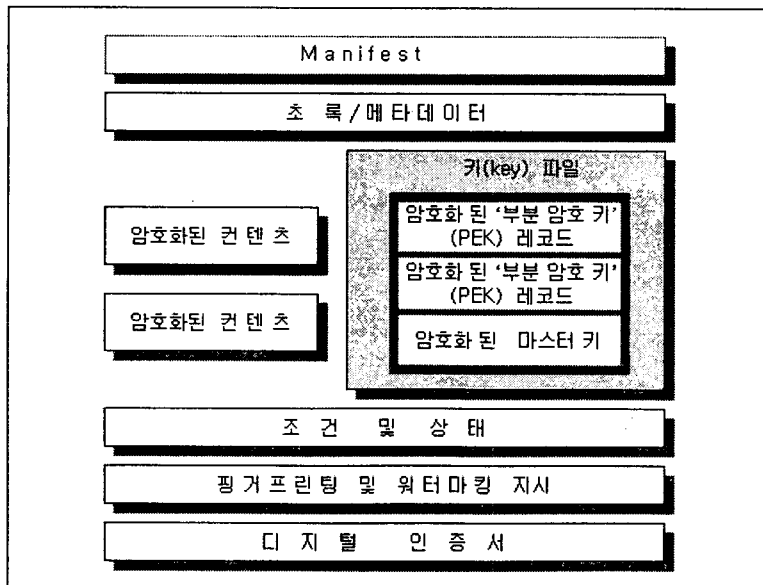 Manifest
초 록/메타데이터
키(key) 파일
암호화된 컨텐츠
암호화 된 '부분 암호 키'
(PEK) 레코드
암호화된 컨텐츠
암호화 된 '부분 암호 키'
(PEK) 레코드
암호화 된 마스터 키
조 건 및 상 태
핑거프린팅 및 워터마킹 지시
디 지 털 인 증 서